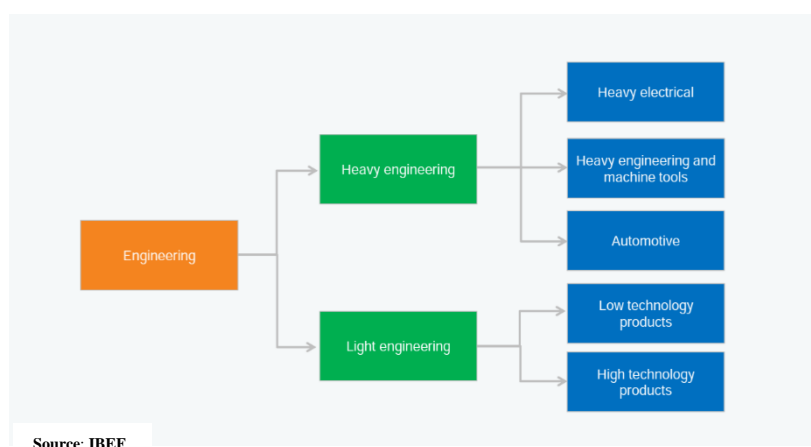 Engineering
Heavy engineering
Light engineering
Heavy electrical
Heavy engineering and
machine tools
Automotive
Low technology
products
High technology
products
Source: IBEF